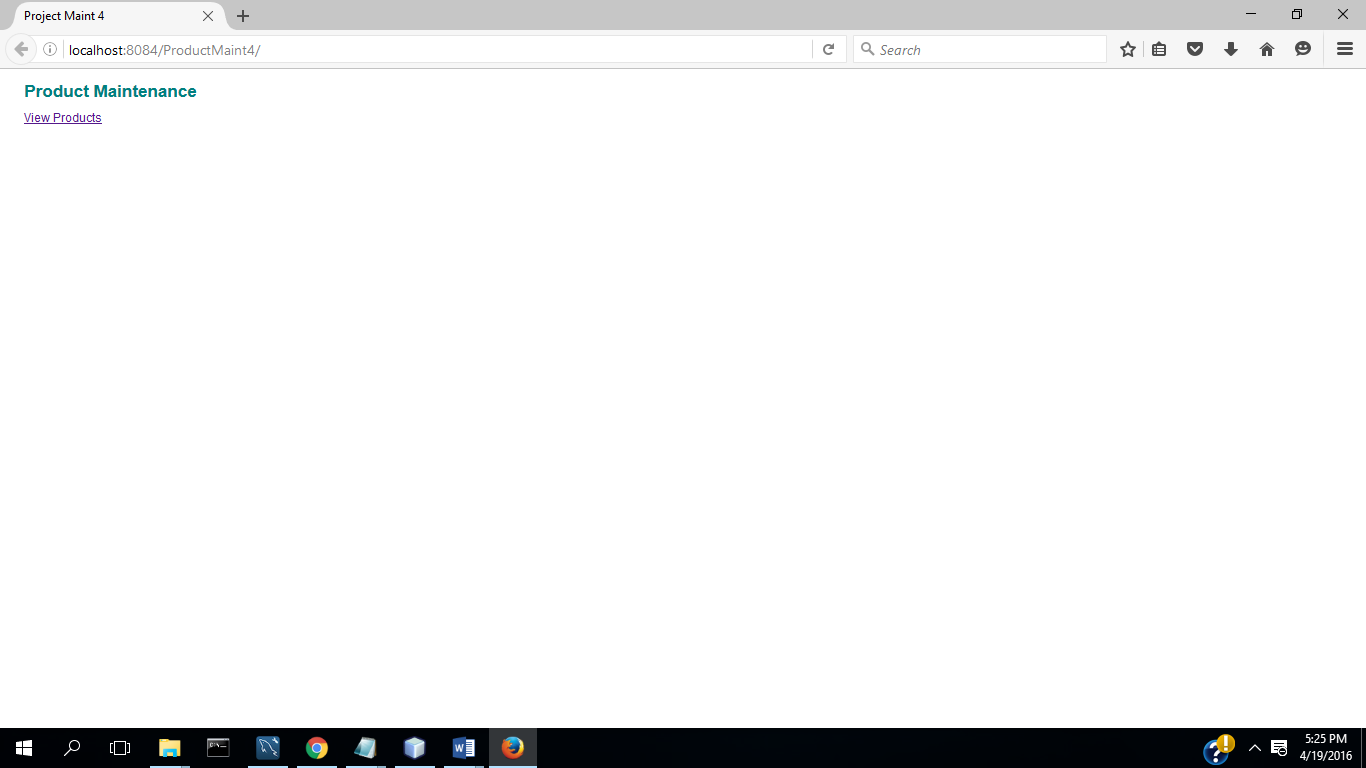 Project Maint 4
localhost:8084/ProductMaint4/
Search
Product Maintenance
View Products
5:25 PM
4/19/2016